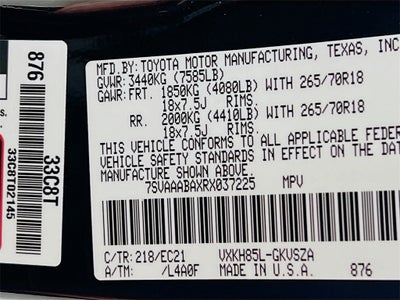 MFD.BY:TOYOTA MOTOR MANUFACTURING, TEXAS, INC
GVWR: 3440KG (7585LB)
GAWR: FRT. 1850KG (4080LB) WITH 265/70R18
18x7.5J RIMS.
RR. 2000KG (4410LB) WITH 265/70R18
18x7.5J RIMS.
THIS VEHICLE CONFORMS TO ALL APPLICABLE FEDER
VEHICLE SAFETY STANDARDS IN EFFECT ON THE DAT
MANUFACTURE SHOWN ABOVE.
7SVAAABAXRX037225 MPV
C/TR: 218/EC21 VXKH85L-GKVSZA
A/TM: /L4A0F MADE IN U.S.A. 876
876
33C8T
33C8T02145